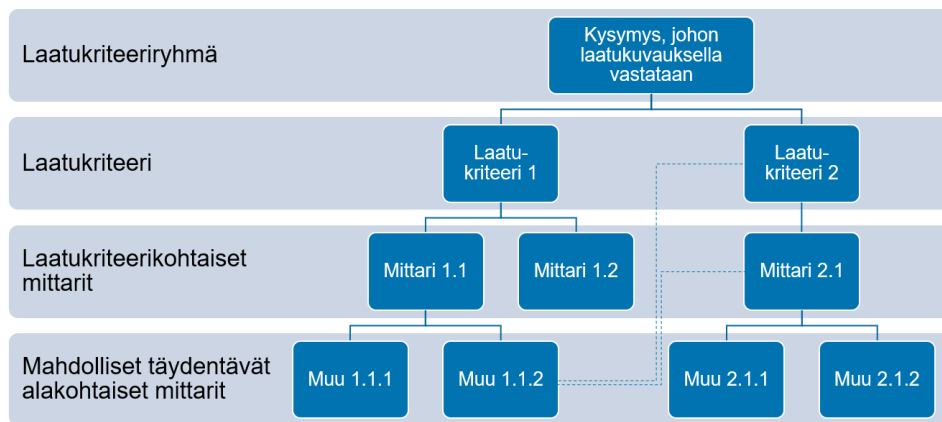 Laatukriteeriryhmä
Kysymys, johon
laatukuvauksella
vastataan
Laatukriteeri
Laatu-
kriteeri 1
Laatu-
kriteeri 2
Laatukriteerikohtaiset
mittarit
Mittari 1.1
Mittari 1.2
Mittari 2.1
Mahdolliset täydentävät
alakohtaiset mittarit
Muu 1.1.1
Muu 1.1.2
Muu 2.1.1
Muu 2.1.2